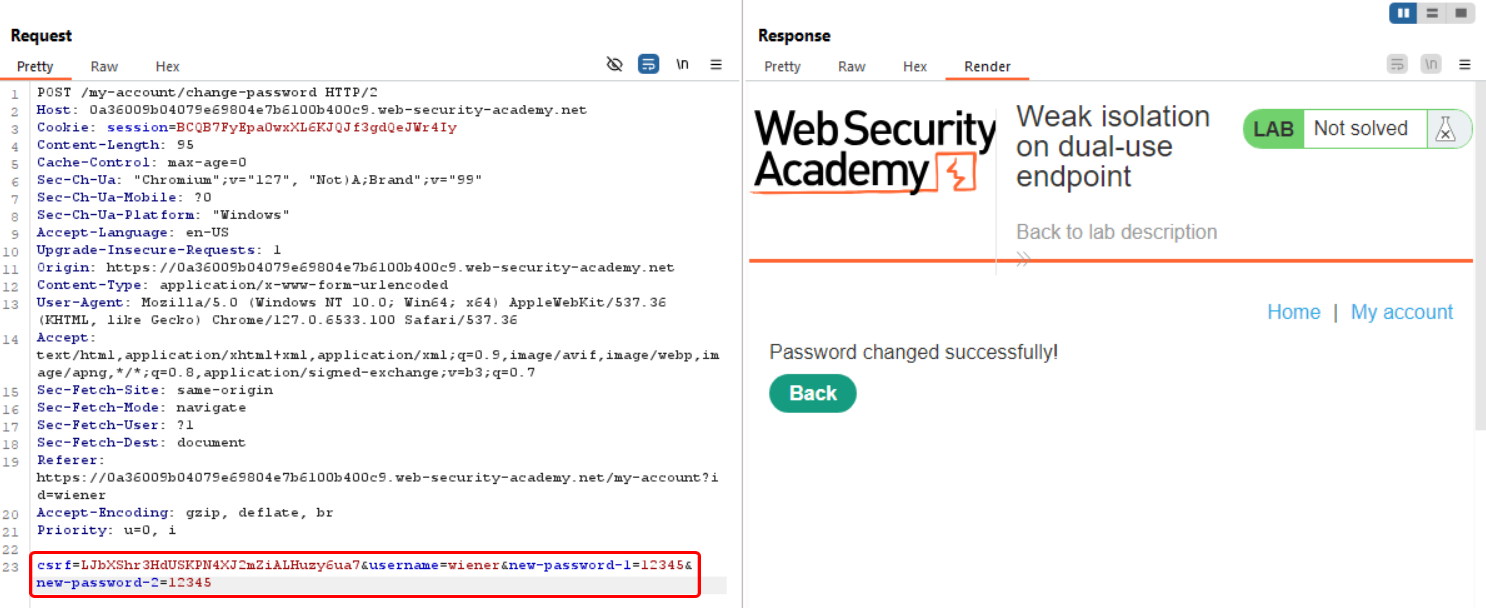 Request
Pretty Raw Hex
\n
1 POST /my-account/change-password HTTP/2
2 Host: 0a36009b04079e69804e7b6100b400c9.web-security-academy.net
3 Cookie: session=BCQB7FyEpaOwxXL6KJQJf3gdQeJWr4Iy
4 Content-Length: 95
5 Cache-Control: max-age=0
6 Sec-Ch-Ua: "Chromium";v="127", "Not)A;Brand";v="99"
7 Sec-Ch-Ua-Mobile: ?0
8 Sec-Ch-Ua-Platform: "Windows"
9 Accept-Language: en-US
10 Upgrade-Insecure-Requests: 1
11 Origin: https://0a36009b04079e69804e7b6100b400c9.web-security-academy.net
12 Content-Type: application/x-www-form-urlencoded
13 User-Agent: Mozilla/5.0 (Windows NT 10.0; Win64; x64) AppleWebKit/537.36
(KHTML, like Gecko) Chrome/127.0.6533.100 Safari/537.36
14 Accept:
text/html,application/xhtml+xml,application/xml;q=0.9,image/avif,image/webp,im
age/apng,*/*;q=0.8,application/signed-exchange;v=b3;q=0.7
15 Sec-Fetch-Site: same-origin
16 Sec-Fetch-Mode: navigate
17 Sec-Fetch-User: ?1
18 Sec-Fetch-Dest: document
19 Referer:
https://0a36009b04079e69804e7b6100b400c9.web-security-academy.net/my-account?i
d=wiener
20 Accept-Encoding: gzip, deflate, br
21 Priority: u=0, i
22
23 csrf=LJbXShr3HdUSKPN4XJ2mZiALHuzy6ua7&username=wiener&new-password-1=12345&
new-password-2=12345
Response
Pretty Raw Hex Render
\n
Web Security
Academy
Weak isolation
on dual-use
endpoint
LAB Not solved
Back to lab description
Home | My account
Password changed successfully!
Back